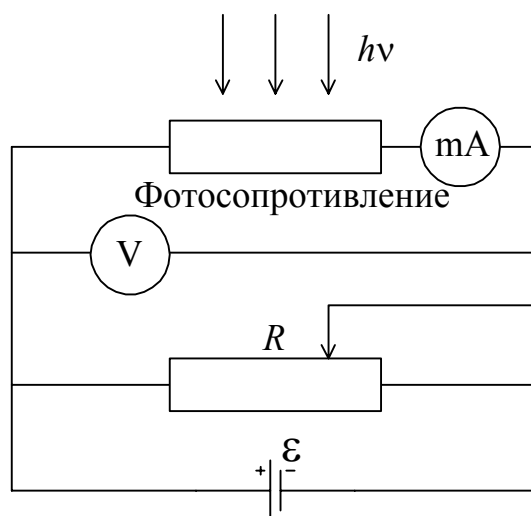 hν
mA
Фотосопротивление
V
R
ε
+ −